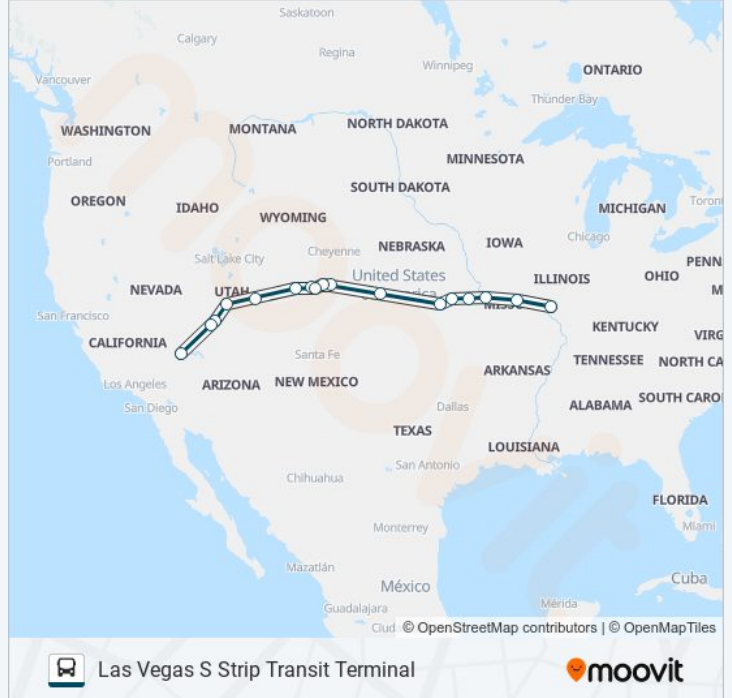 Saskatoon
Calgary
Regina
Winnipeg
ONTARIO
Vancouver
Thunder Bay
WASHINGTON
MONTANA
NORTH DAKOTA
Portland
MINNESOTA
SOUTH DAKOTA
OREGON
IDAHO
WYOMING
MICHIGAN
Toron
Chicago
Salt Lake City
Cheyenne
NEBRASKA
IOWA
United States
PENN
NEVADA
UTAH
ILLINOIS
OHIO
M
MISSO
San Francisco
KENTUCKY
VIRG
CALIFORNIA
Santa Fe
TENNESSEE
NORTH CA
Los Angeles
ARIZONA
NEW MEXICO
ARKANSAS
San Diego
Dallas
ALABAMA
SOUTH CARO
TEXAS
LOUISIANA
San Antonio
Chihuahua
FLORIDA
Monterrey
Miami
Mazatlán
México
Cuba
Guadalajara
Mérida
Ciud
© OpenStreetMap contributors | © OpenMapTiles
Las Vegas S Strip Transit Terminal
moovit